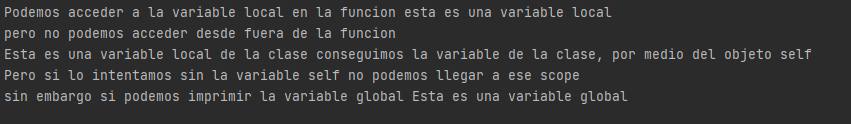 Podemos acceder a la variable local en la funcion esta es una variable local
pero no podemos acceder desde fuera de la funcion
Esta es una variable local de la clase conseguimos la variable de la clase, por medio del objeto self
Pero si lo intentamos sin la variable self no podemos llegar a ese scope
sin embargo si podemos imprimir la variable global Esta es una variable global